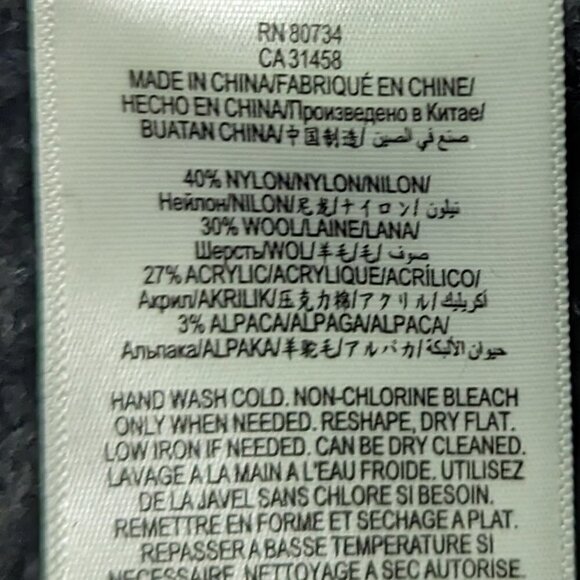 RN 80734
CA 31458
MADE IN CHINA/FABRIQUÉ EN CHINE/
HECHO EN CHINA/Произведено в Китае/
BUATAN CHINA/中国制造/ صنع في الصين
40% NYLON/NYLON/NILON/
Нейлон/NILON/尼龙/ナイロン/ نيلون
30% WOOL/LAINE/LANA/
Шерсть/WOL/羊毛/毛/ صوف
27% ACRYLIC/ACRYLIQUE/ACRÍLICO/
Акрил/AKRILIK/压克力棉/アクリル/ أكريليك
3% ALPACA/ALPAGA/ALPACA/
Альпака/ALPAKA/羊驼毛/アルパカ/ حيوان الألبكة
HAND WASH COLD. NON-CHLORINE BLEACH
ONLY WHEN NEEDED. RESHAPE, DRY FLAT.
LOW IRON IF NEEDED. CAN BE DRY CLEANED.
LAVAGE A LA MAIN A L'EAU FROIDE. UTILISEZ
DE LA JAVEL SANS CHLORE SI BESOIN.
REMETTRE EN FORME ET SECHAGE A PLAT.
REPASSER A BASSE TEMPERATURE SI
NECESSAIRE. NETTOYAGE A SEC AUTORISE.